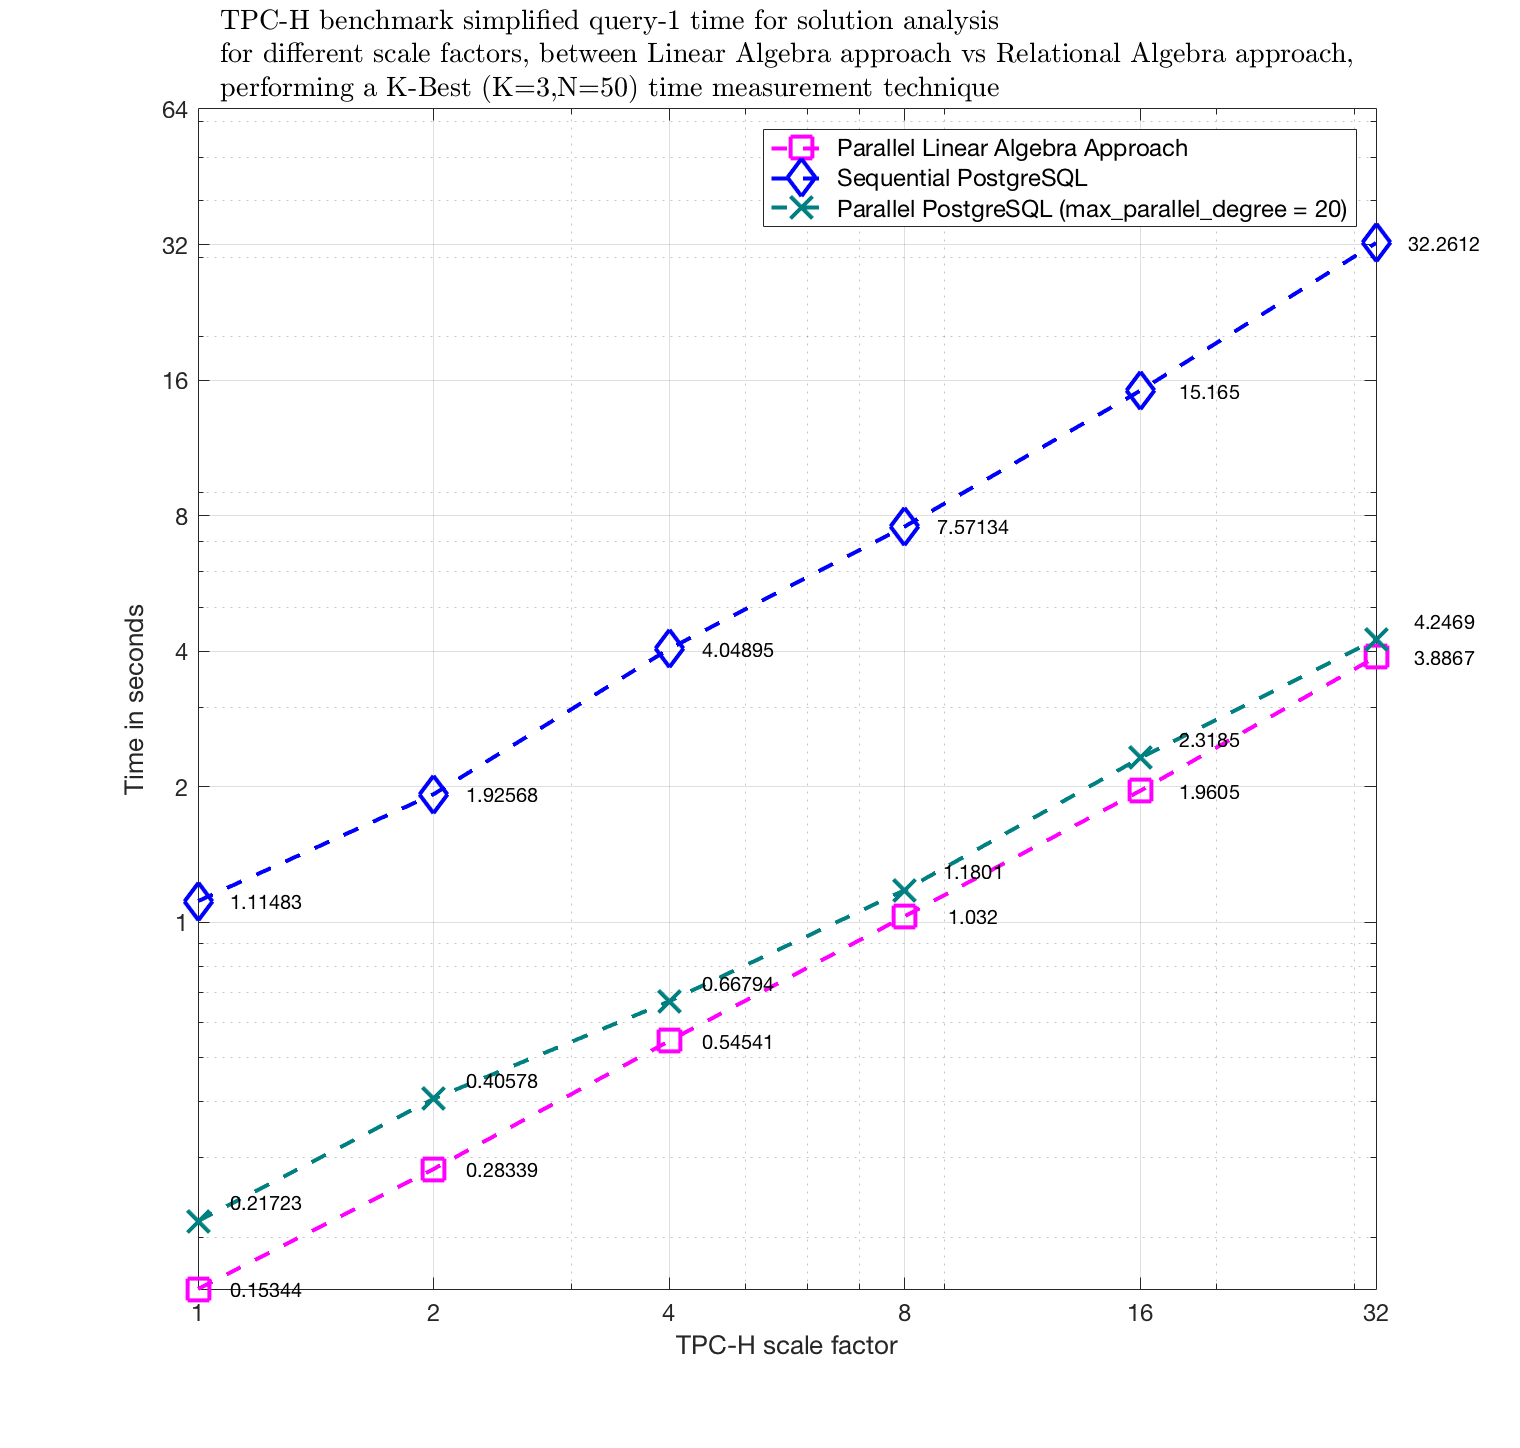 TPC-H benchmark simplified query-1 time for solution analysis
for different scale factors, between Linear Algebra approach vs Relational Algebra approach,
performing a K-Best (K=3,N=50) time measurement technique
64
Parallel Linear Algebra Approach
Sequential PostgreSQL
Parallel PostgreSQL (max_parallel_degree = 20)
32
32.2612
16
15.165
8
7.57134
4.2469
4
4.04895
3.8867
Time in seconds
2.3185
2
1.92568
1.9605
1.1801
1
1.11483
1.032
0.66794
0.54541
0.40578
0.28339
0.21723
0.15344
1 2 4 8 16 32
TPC-H scale factor